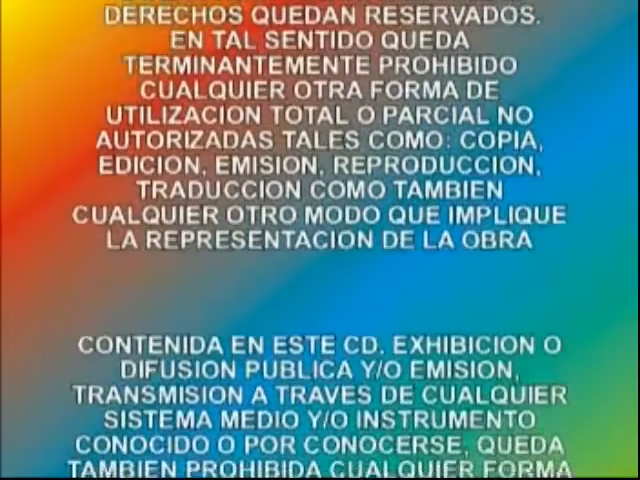 DERECHOS QUEDAN RESERVADOS.
EN TAL SENTIDO QUEDA
TERMINANTEMENTE PROHIBIDO
CUALQUIER OTRA FORMA DE
UTILIZACION TOTAL O PARCIAL NO
AUTORIZADAS TALES COMO: COPIA,
EDICION, EMISION, REPRODUCCION,
TRADUCCION COMO TAMBIEN
CUALQUIER OTRO MODO QUE IMPLIQUE
LA REPRESENTACION DE LA OBRA
CONTENIDA EN ESTE CD. EXHIBICION O
DIFUSION PUBLICA Y/O EMISION,
TRANSMISION A TRAVES DE CUALQUIER
SISTEMA MEDIO Y/O INSTRUMENTO
CONOCIDO O POR CONOCERSE, QUEDA
TAMBIEN PROHIBIDA CUALQUIER FORMA